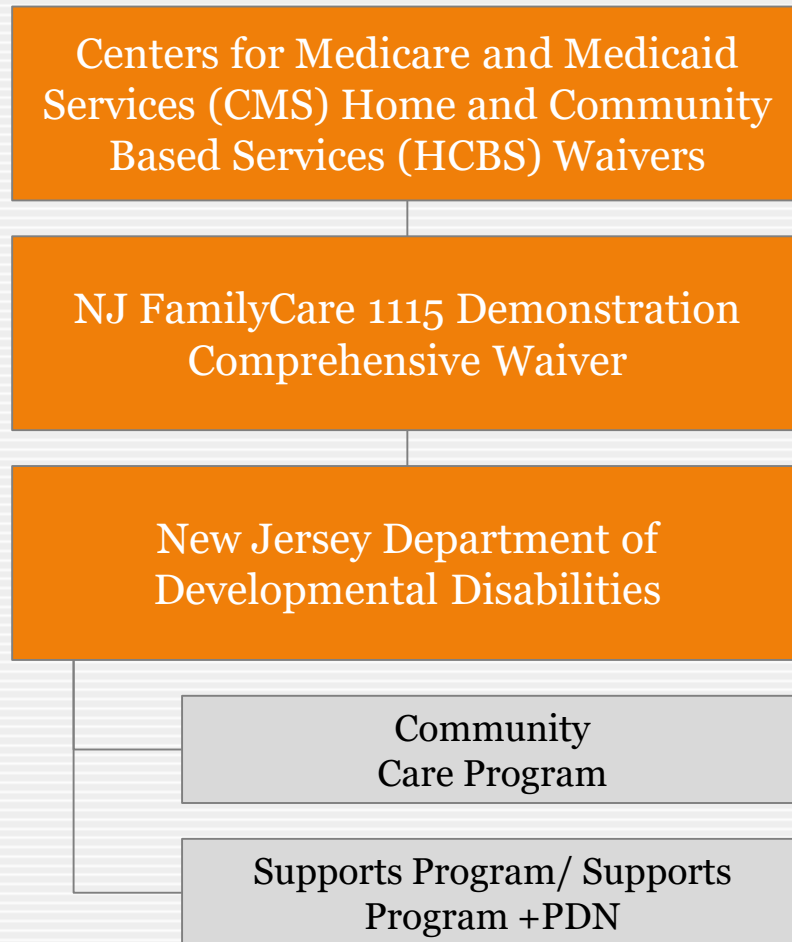 Centers for Medicare and Medicaid
Services (CMS) Home and Community
Based Services (HCBS) Waivers
NJ FamilyCare 1115 Demonstration
Comprehensive Waiver
New Jersey Department of
Developmental Disabilities
Community
Care Program
Supports Program/ Supports
Program +PDN